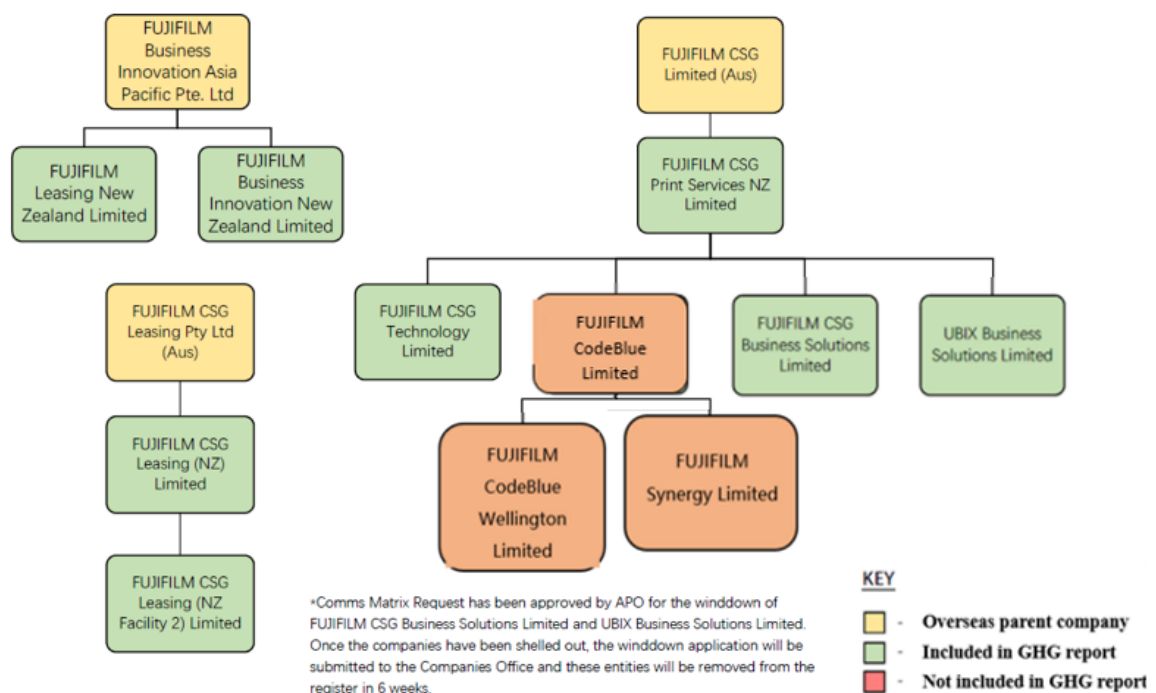 FUJIFILM
Business
Innovation Asia
Pacific Pte. Ltd
FUJIFILM
Leasing New
Zealand Limited
FUJIFILM
Business
Innovation New
Zealand Limited
FUJIFILM CSG
Limited (Aus)
FUJIFILM CSG
Print Services NZ
Limited
FUJIFILM CSG
Technology
Limited
FUJIFILM
CodeBlue
Limited
FUJIFILM CSG
Business Solutions
Limited
UBIX Business
Solutions Limited
FUJIFILM
CodeBlue
Wellington
Limited
FUJIFILM
Synergy Limited
FUJIFILM CSG
Leasing Pty Ltd
(Aus)
FUJIFILM CSG
Leasing (NZ)
Limited
FUJIFILM CSG
Leasing (NZ
Facility 2) Limited
*Comms Matrix Request has been approved by APO for the winddown of
FUJIFILM CSG Business Solutions Limited and UBIX Business Solutions Limited.
Once the companies have been shelled out, the winddown application will be
submitted to the Companies Office and these entities will be removed from the
register in 6 weeks.
KEY
- Overseas parent company
- Included in GHG report
- Not included in GHG report